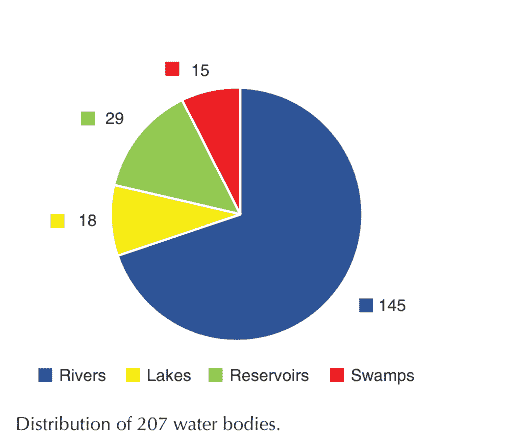 15
29
18
145
Rivers Lakes Reservoirs Swamps
Distribution of 207 water bodies.